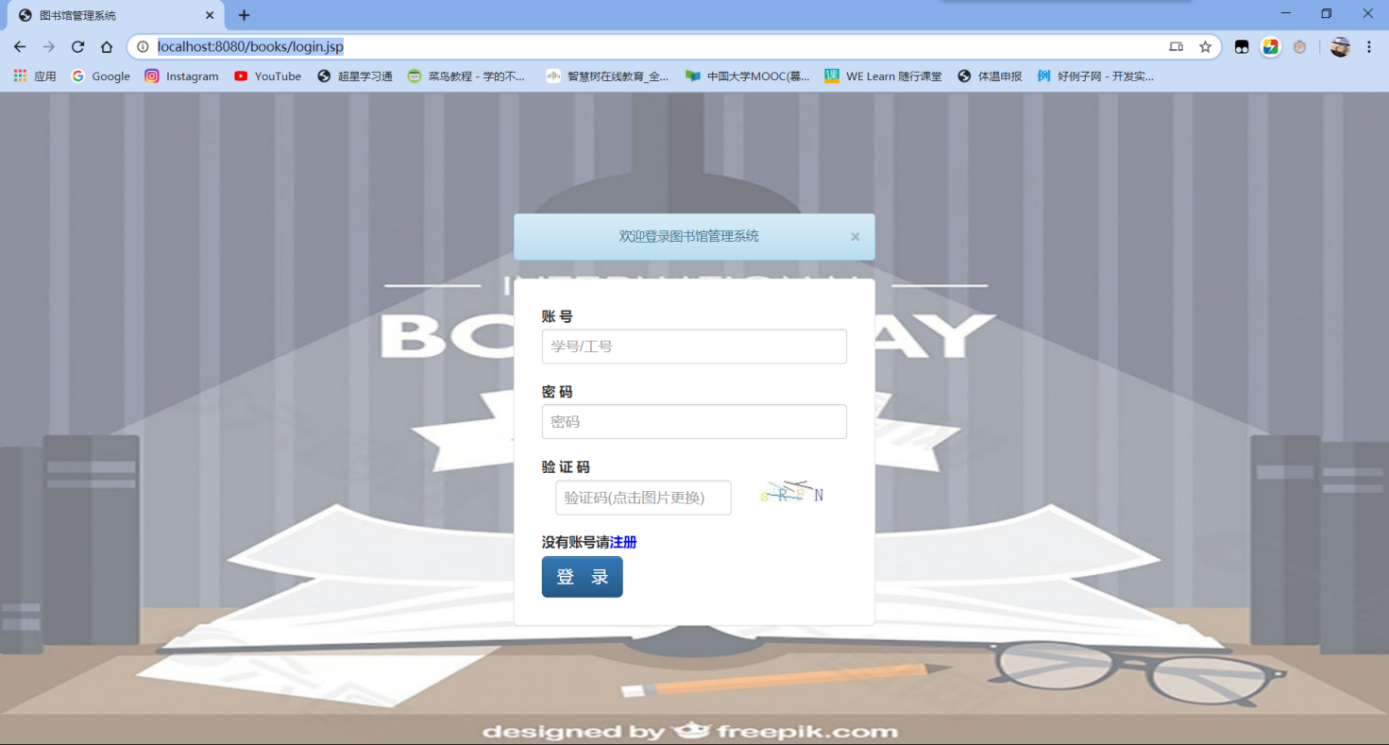 图书馆管理系统
localhost:8080/books/login.jsp
应用 Google Instagram YouTube 超星学习通 菜鸟教程 - 学的不... 智慧树在线教育_全... 中国大学MOOC(慕... WE Learn 随行课堂 体温申报 好例子网 - 开发实...
欢迎登录图书馆管理系统 ×
账 号
学号/工号
密 码
密码
验 证 码
验证码(点击图片更换)
没有账号请注册
登 录
designed by freepik.com